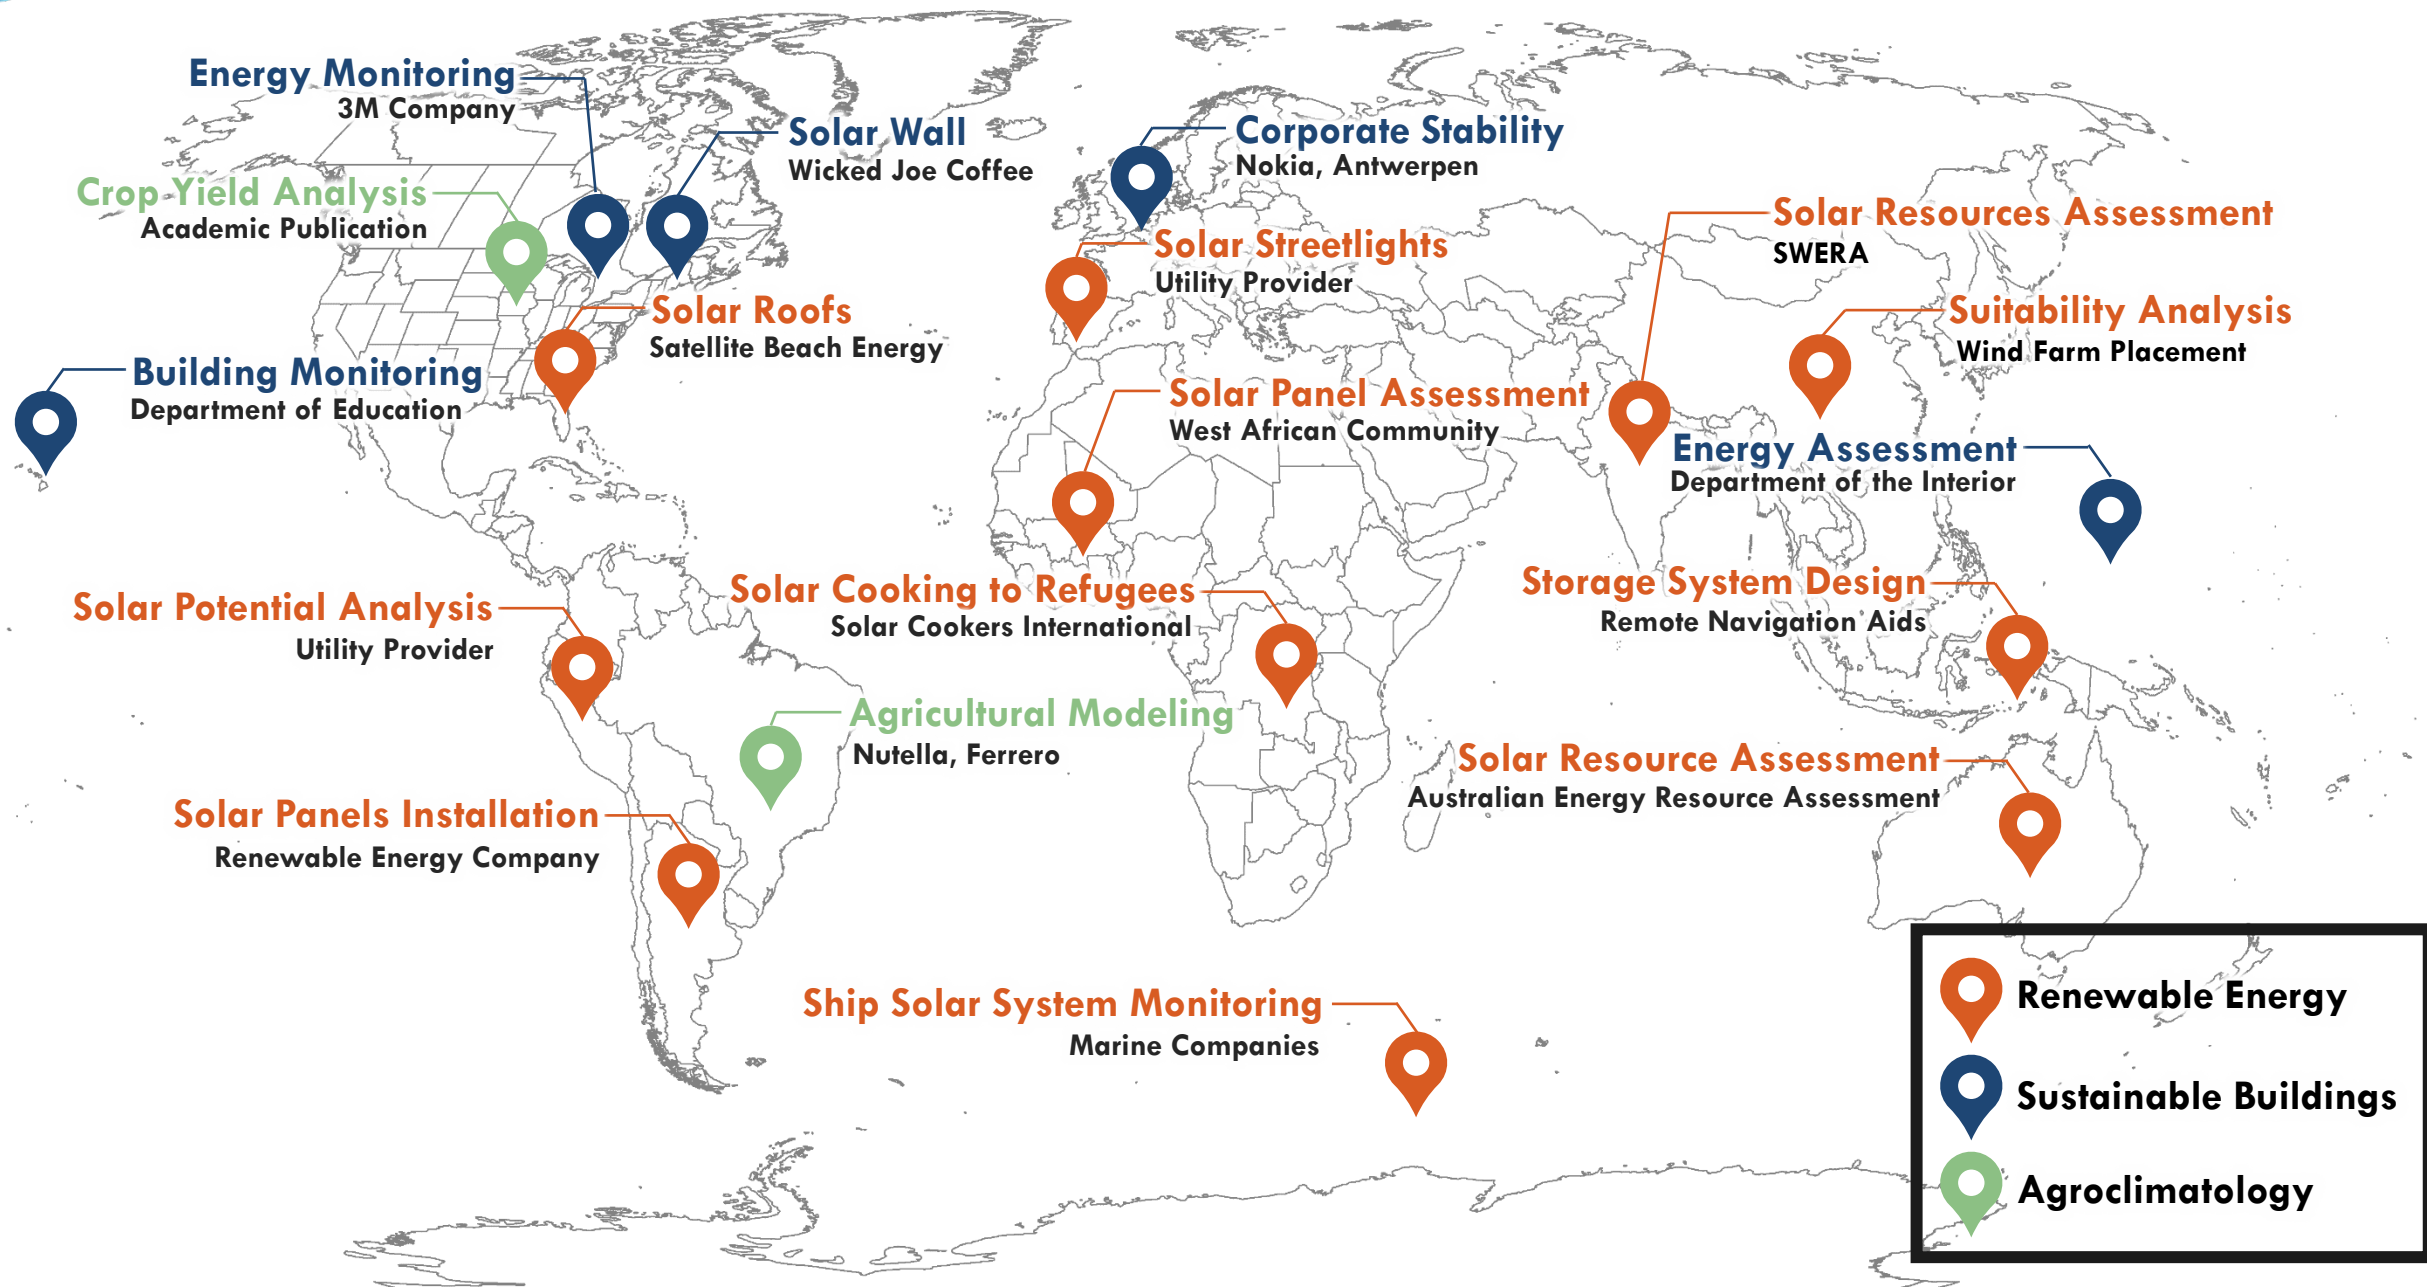 Energy Monitoring
3M Company
Solar Wall
Wicked Joe Coffee
Corporate Stability
Nokia, Antwerpen
Crop Yield Analysis
Academic Publication
Solar Streetlights
Utility Provider
Solar Resources Assessment
SWERA
Solar Roofs
Satellite Beach Energy
Suitability Analysis
Wind Farm Placement
Building Monitoring
Department of Education
Solar Panel Assessment
West African Community
Energy Assessment
Department of the Interior
Solar Potential Analysis
Utility Provider
Solar Cooking to Refugees
Solar Cookers International
Storage System Design
Remote Navigation Aids
Agricultural Modeling
Nutella, Ferrero
Solar Resource Assessment
Australian Energy Resource Assessment
Solar Panels Installation
Renewable Energy Company
Ship Solar System Monitoring
Marine Companies
Renewable Energy
Sustainable Buildings
Agroclimatology